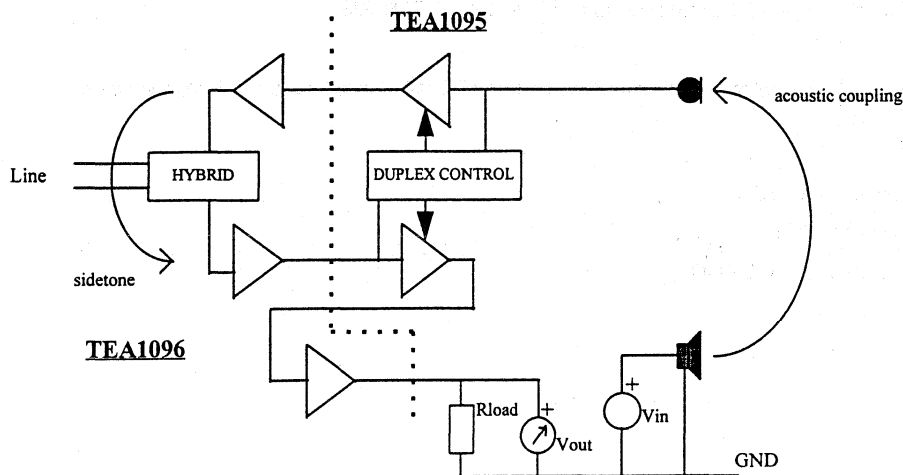 TEA1095
acoustic coupling
Line
HYBRID
DUPLEX CONTROL
sidetone
TEA1096
Rload
+
Vout
+
Vin
GND